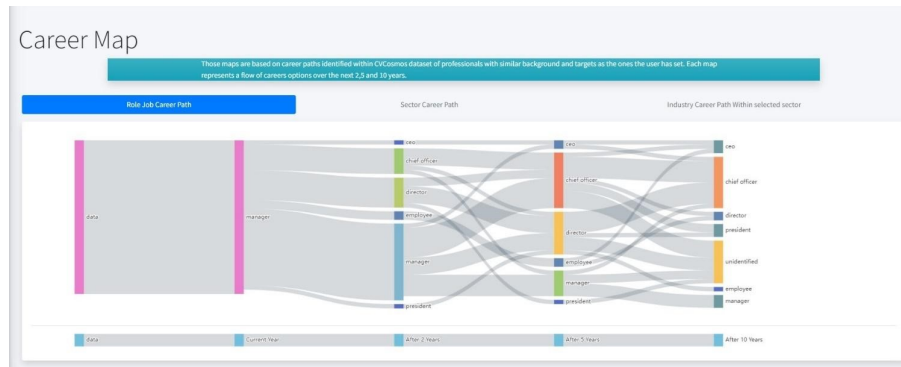 Career Map
Those maps are based on career paths identified within CVCosmos dataset of professionals with similar background and targets as the ones the user has set. Each map
represents a flow of careers options over the next 2,5 and 10 years.
Role Job Career Path
Sector Career Path
Industry Career Path Within selected sector
data
manager
ceo
chief officer
director
employee
manager
president
ceo
chief officer
director
employee
manager
president
ceo
chief officer
director
president
unidentified
employee
manager
data
Current Year
After 2 Years
After 5 Years
After 10 Years